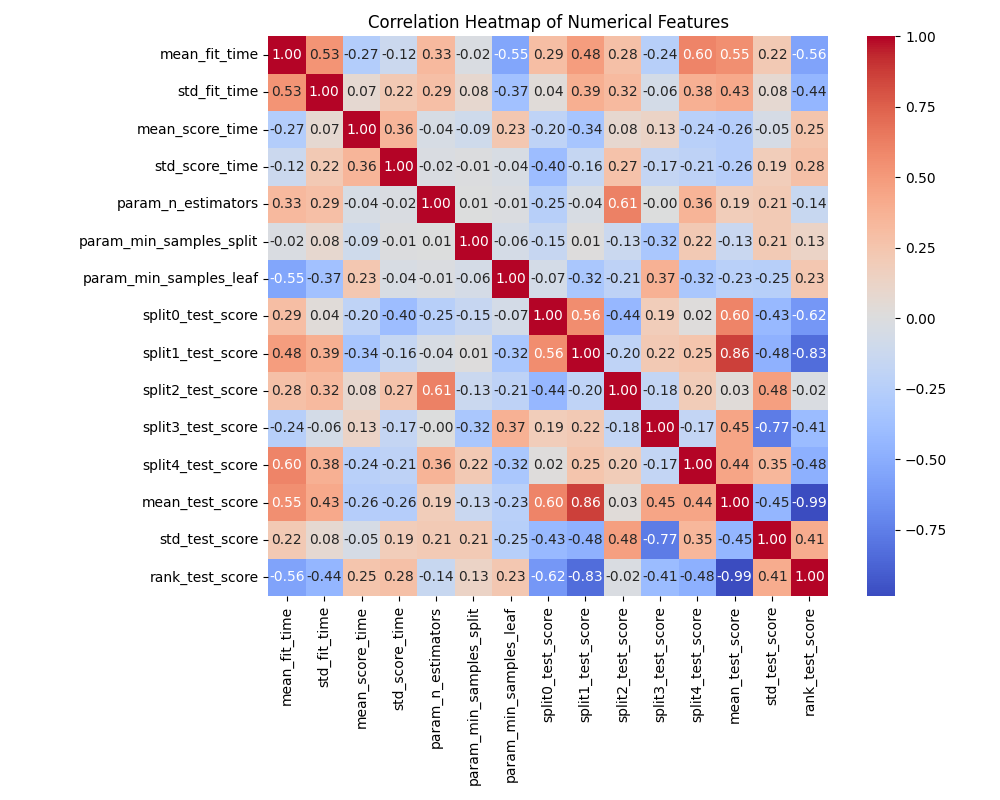 Correlation Heatmap of Numerical Features
mean_fit_time 1.00 0.53 -0.27 -0.12 0.33 -0.02 -0.55 0.29 0.48 0.28 -0.24 0.60 0.55 0.22 -0.56
std_fit_time 0.53 1.00 0.07 0.22 0.29 0.08 -0.37 0.04 0.39 0.32 -0.06 0.38 0.43 0.08 -0.44
mean_score_time -0.27 0.07 1.00 0.36 -0.04 -0.09 0.23 -0.20 -0.34 0.08 0.13 -0.24 -0.26 -0.05 0.25
std_score_time -0.12 0.22 0.36 1.00 -0.02 -0.01 -0.04 -0.40 -0.16 0.27 -0.17 -0.21 -0.26 0.19 0.28
param_n_estimators 0.33 0.29 -0.04 -0.02 1.00 0.01 -0.01 -0.25 -0.04 0.61 -0.00 0.36 0.19 0.21 -0.14
param_min_samples_split -0.02 0.08 -0.09 -0.01 0.01 1.00 -0.06 -0.15 0.01 -0.13 -0.32 0.22 -0.13 0.21 0.13
param_min_samples_leaf -0.55 -0.37 0.23 -0.04 -0.01 -0.06 1.00 -0.07 -0.32 -0.21 0.37 -0.32 -0.23 -0.25 0.23
split0_test_score 0.29 0.04 -0.20 -0.40 -0.25 -0.15 -0.07 1.00 0.56 -0.44 0.19 0.02 0.60 -0.43 -0.62
split1_test_score 0.48 0.39 -0.34 -0.16 -0.04 0.01 -0.32 0.56 1.00 -0.20 0.22 0.25 0.86 -0.48 -0.83
split2_test_score 0.28 0.32 0.08 0.27 0.61 -0.13 -0.21 -0.44 -0.20 1.00 -0.18 0.20 0.03 0.48 -0.02
split3_test_score -0.24 -0.06 0.13 -0.17 -0.00 -0.32 0.37 0.19 0.22 -0.18 1.00 -0.17 0.45 -0.77 -0.41
split4_test_score 0.60 0.38 -0.24 -0.21 0.36 0.22 -0.32 0.02 0.25 0.20 -0.17 1.00 0.44 0.35 -0.48
mean_test_score 0.55 0.43 -0.26 -0.26 0.19 -0.13 -0.23 0.60 0.86 0.03 0.45 0.44 1.00 -0.45 -0.99
std_test_score 0.22 0.08 -0.05 0.19 0.21 0.21 -0.25 -0.43 -0.48 0.48 -0.77 0.35 -0.45 1.00 0.41
rank_test_score -0.56 -0.44 0.25 0.28 -0.14 0.13 0.23 -0.62 -0.83 -0.02 -0.41 -0.48 -0.99 0.41 1.00
mean_fit_time
std_fit_time
mean_score_time
std_score_time
param_n_estimators
param_min_samples_split
param_min_samples_leaf
split0_test_score
split1_test_score
split2_test_score
split3_test_score
split4_test_score
mean_test_score
std_test_score
rank_test_score
1.00
0.75
0.50
0.25
0.00
−0.25
−0.50
−0.75